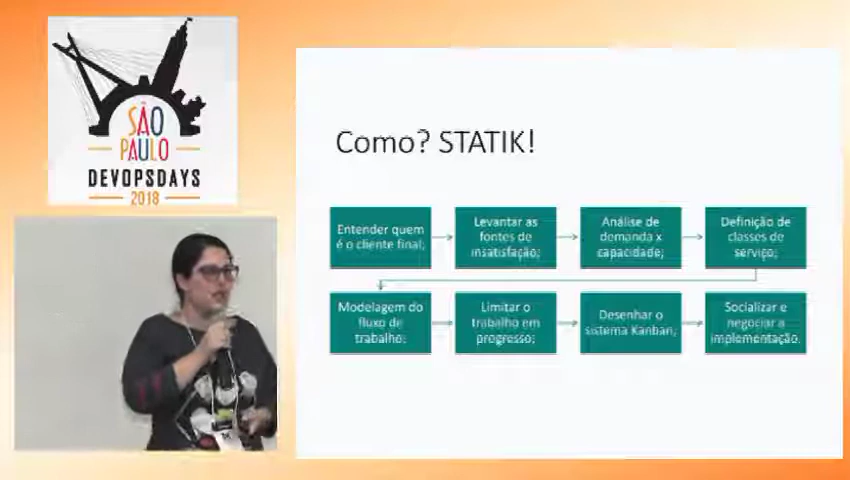 SÃO
PAULO
DEVOPSDAYS
2018
Como? STATIK!
Entender quem
é o cliente final;
Levantar as
fontes de
insatisfação;
Análise de
demanda x
capacidade;
Definição de
classes de
serviço;
Modelagem do
fluxo de
trabalho;
Limitar o
trabalho em
progresso;
Desenhar o
sistema Kanban;
Socializar e
negociar a
implementação.